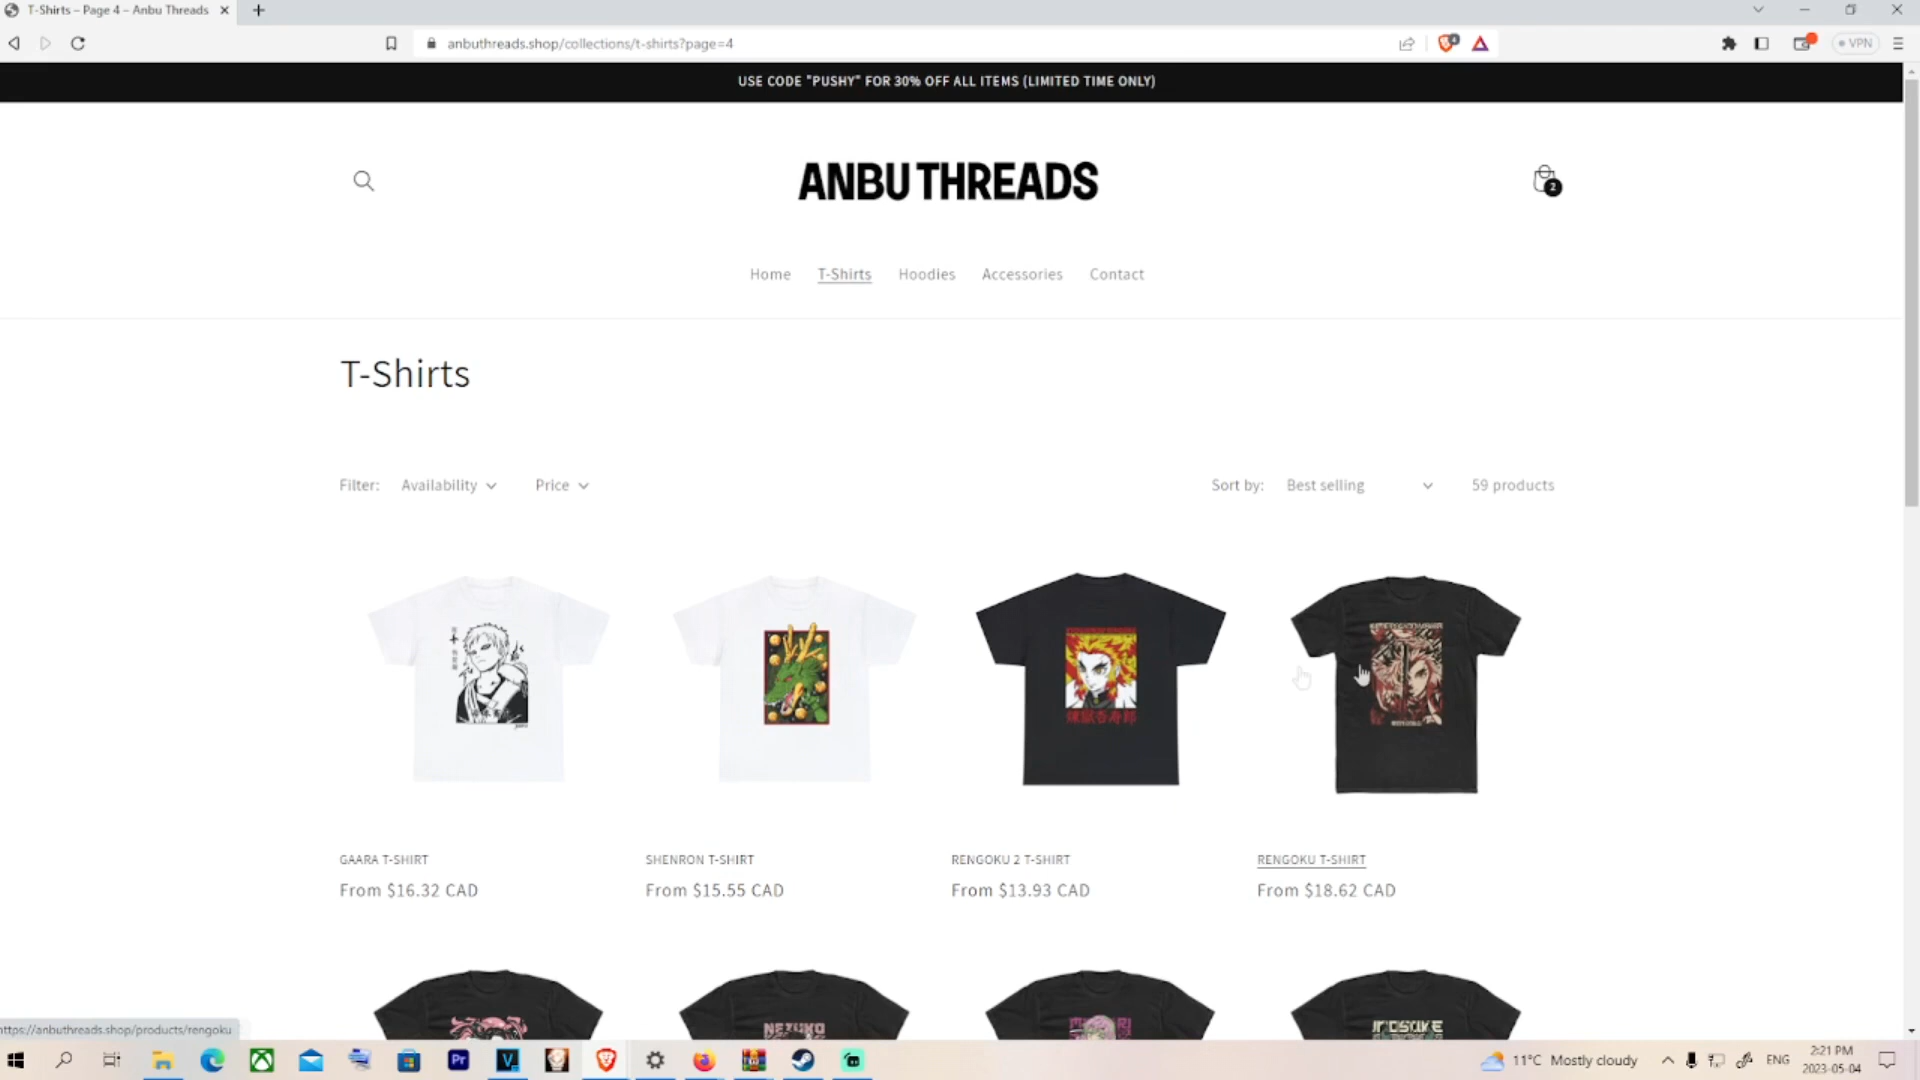 T-Shirts – Page 4 – Anbu Threads
anbuthreads.shop/collections/t-shirts?page=4
VPN
USE CODE "PUSHY" FOR 30% OFF ALL ITEMS (LIMITED TIME ONLY)
ANBU THREADS
2
Home T-Shirts Hoodies Accessories Contact
T-Shirts
Filter: Availability Price Sort by: Best selling 59 products
GAARA T-SHIRT
From $16.32 CAD
SHENRON T-SHIRT
From $15.55 CAD
RENGOKU 2 T-SHIRT
From $13.93 CAD
RENGOKU T-SHIRT
From $18.62 CAD
NEZUKO
https://anbuthreads.shop/products/rengoku
Pr
V
11°C Mostly cloudy
ENG
2:21 PM
2023-05-04